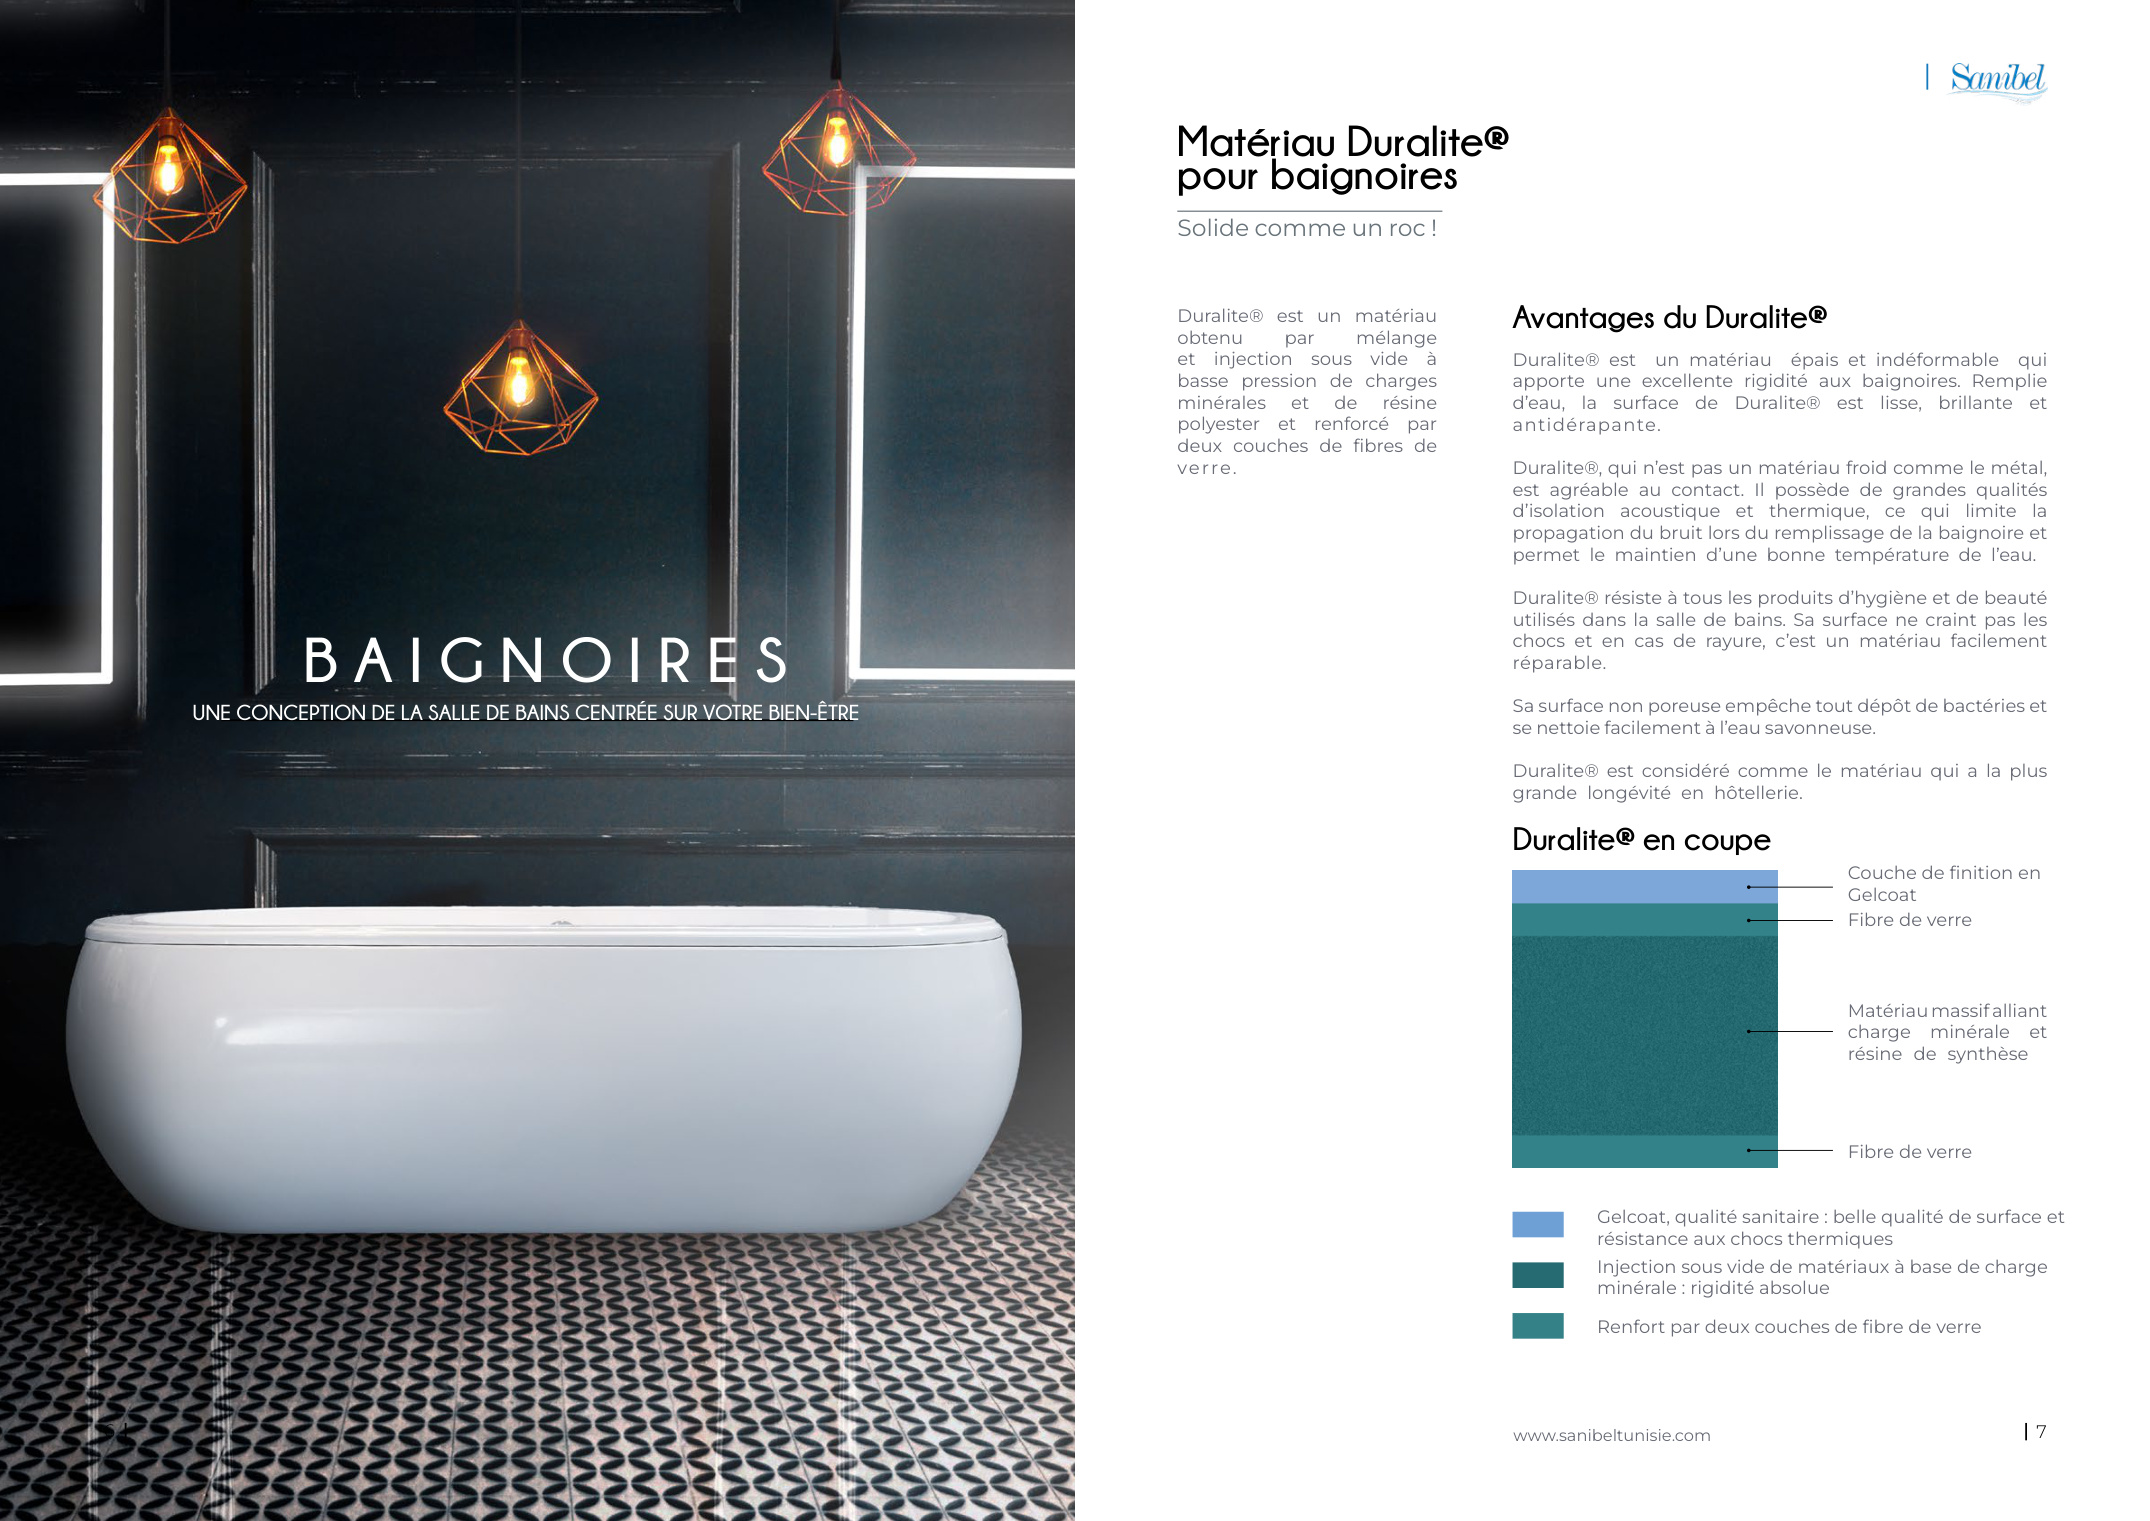 BAIGNOIRES
UNE CONCEPTION DE LA SALLE DE BAINS CENTRÉE SUR VOTRE BIEN-ÊTRE
Sanibel
Matériau Duralite®
pour baignoires
Solide comme un roc !
Duralite® est un matériau
obtenu par mélange
et injection sous vide à
basse pression de charges
minérales et de résine
polyester et renforcé par
deux couches de fibres de
verre.
Avantages du Duralite®
Duralite® est un matériau épais et indéformable qui
apporte une excellente rigidité aux baignoires. Remplie
d’eau, la surface de Duralite® est lisse, brillante et
antidérapante.
Duralite®, qui n’est pas un matériau froid comme le métal,
est agréable au contact. Il possède de grandes qualités
d’isolation acoustique et thermique, ce qui limite la
propagation du bruit lors du remplissage de la baignoire et
permet le maintien d’une bonne température de l’eau.
Duralite® résiste à tous les produits d’hygiène et de beauté
utilisés dans la salle de bains. Sa surface ne craint pas les
chocs et en cas de rayure, c’est un matériau facilement
réparable.
Sa surface non poreuse empêche tout dépôt de bactéries et
se nettoie facilement à l’eau savonneuse.
Duralite® est considéré comme le matériau qui a la plus
grande longévité en hôtellerie.
Duralite® en coupe
Couche de finition en
Gelcoat
Fibre de verre
Matériau massif alliant
charge minérale et
résine de synthèse
Fibre de verre
Gelcoat, qualité sanitaire : belle qualité de surface et
résistance aux chocs thermiques
Injection sous vide de matériaux à base de charge
minérale : rigidité absolue
Renfort par deux couches de fibre de verre
www.sanibeltunisie.com
7